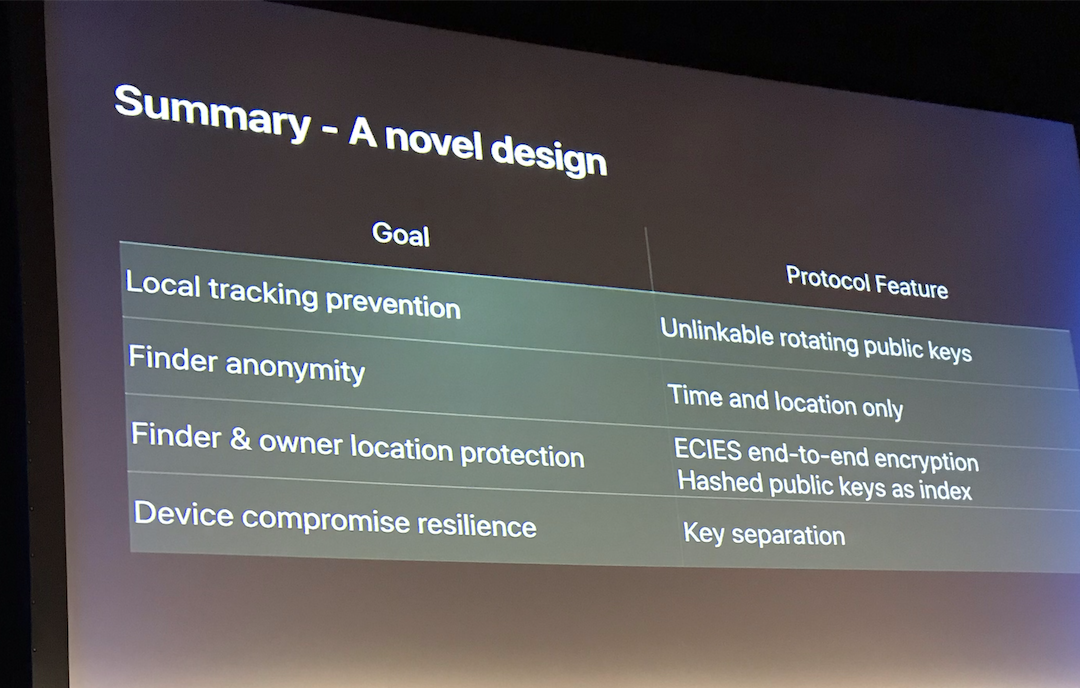 Summary - A novel design
Goal
Protocol Feature
Local tracking prevention
Unlinkable rotating public keys
Finder anonymity
Time and location only
Finder & owner location protection
ECIES end-to-end encryption
Hashed public keys as index
Device compromise resilience
Key separation